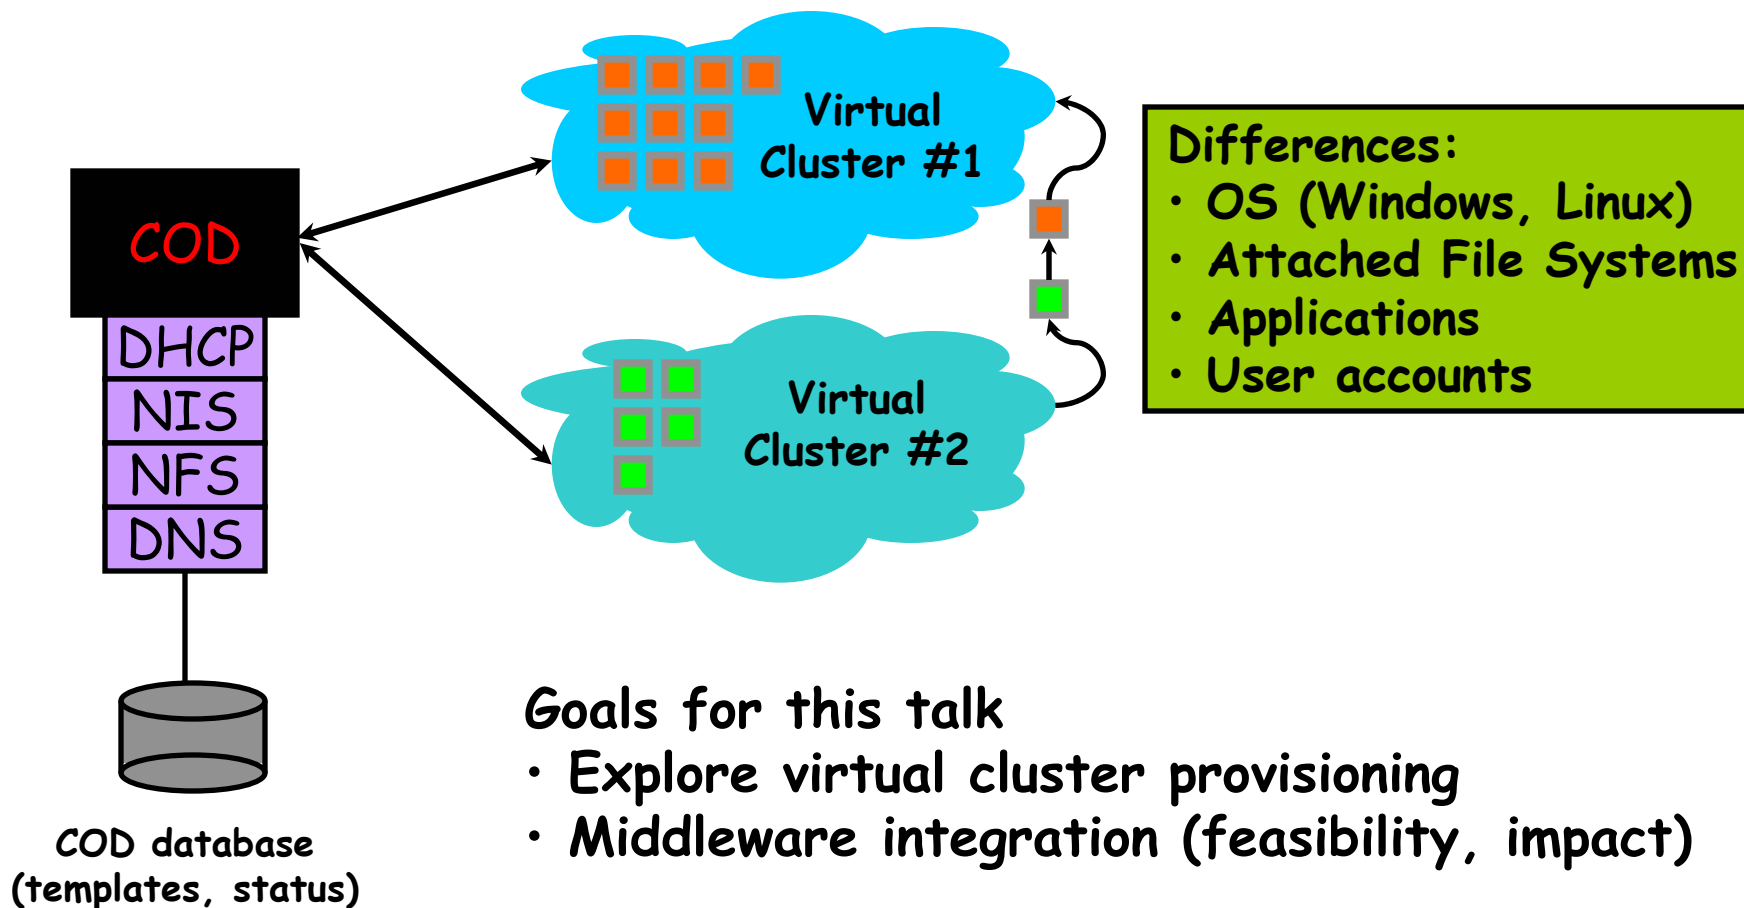 COD
DHCP
NIS
NFS
DNS
COD database
(templates, status)
Virtual
Cluster #1
Virtual
Cluster #2
Differences:
• OS (Windows, Linux)
• Attached File Systems
• Applications
• User accounts
Goals for this talk
• Explore virtual cluster provisioning
• Middleware integration (feasibility, impact)